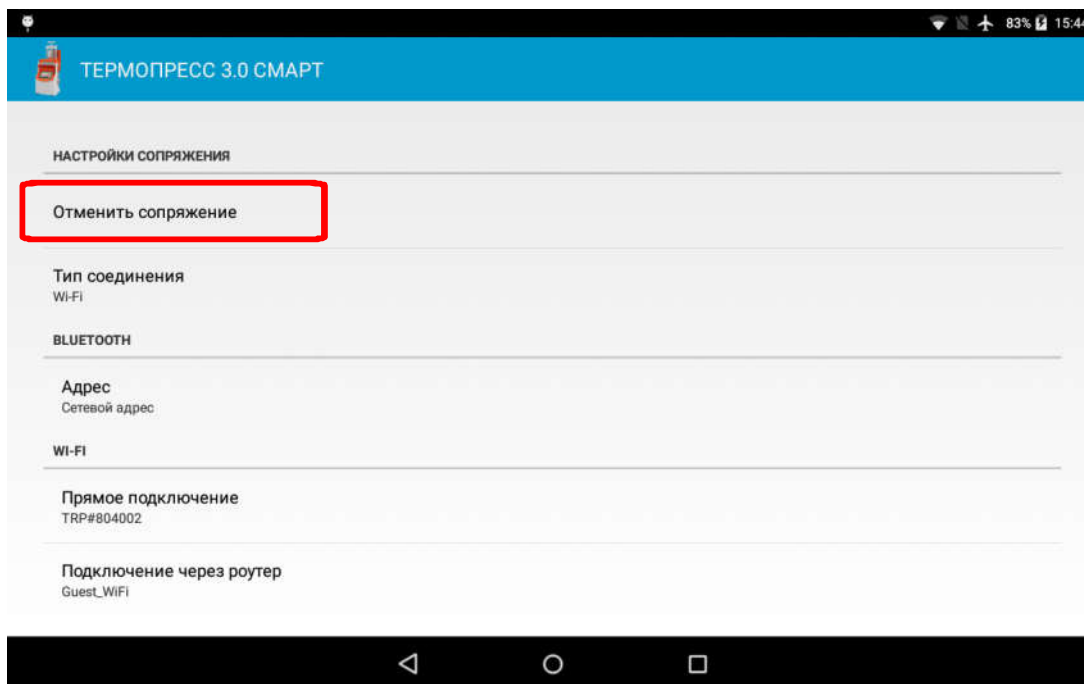 83% 15:44
ТЕРМОПРЕСС 3.0 СМАРТ
НАСТРОЙКИ СОПРЯЖЕНИЯ
Отменить сопряжение
Тип соединения
Wi-Fi
BLUETOOTH
Адрес
Сетевой адрес
WI-FI
Прямое подключение
TRP#804002
Подключение через роутер
Guest_WiFi